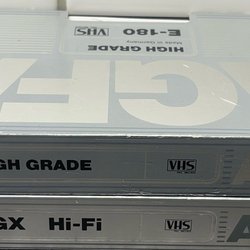 E-180
VHS
HIGH GRADE
Made in Germany
GH GRADE
VHS
GX Hi-Fi
VHS
A